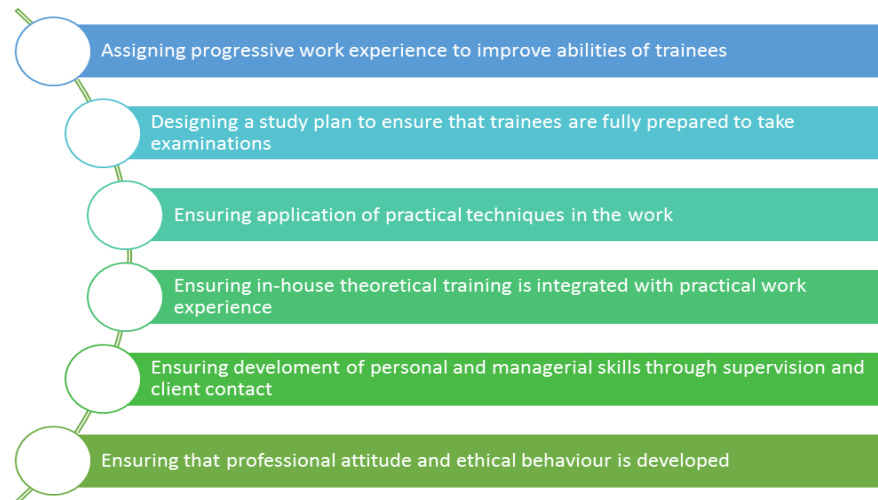 Assigning progressive work experience to improve abilities of trainees
Designing a study plan to ensure that trainees are fully prepared to take
examinations
Ensuring application of practical techniques in the work
Ensuring in-house theoretical training is integrated with practical work
experience
Ensuring develoment of personal and managerial skills through supervision and
client contact
Ensuring that professional attitude and ethical behaviour is developed